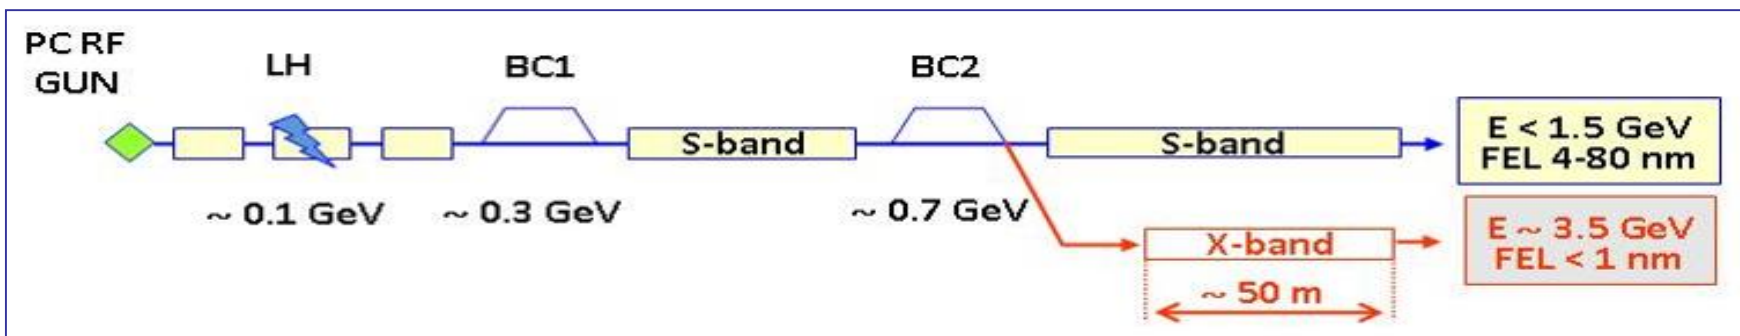 PC RF
GUN
LH
BC1
BC2
S-band
S-band
E < 1.5 GeV
FEL 4-80 nm
~ 0.1 GeV
~ 0.3 GeV
~ 0.7 GeV
X-band
E ~ 3.5 GeV
FEL < 1 nm
~ 50 m